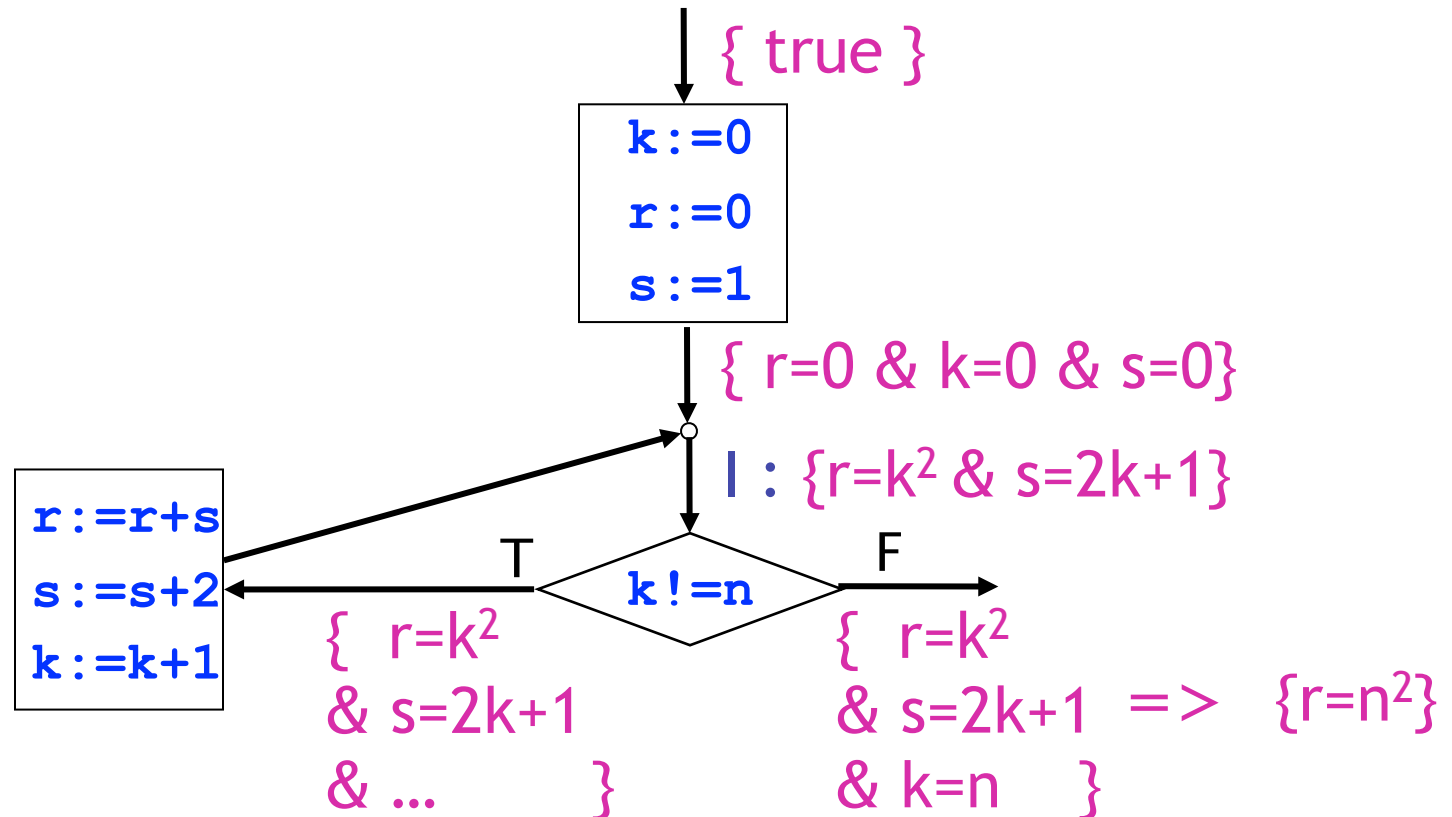 { true }
k:=0
r:=0
s:=1
{ r=0 & k=0 & s=0}
I : {r=k² & s=2k+1}
r:=r+s
s:=s+2
k:=k+1
T
k!=n
F
{ r=k²
& s=2k+1
& ... }
{ r=k²
& s=2k+1
& k=n }
=> {r=n²}